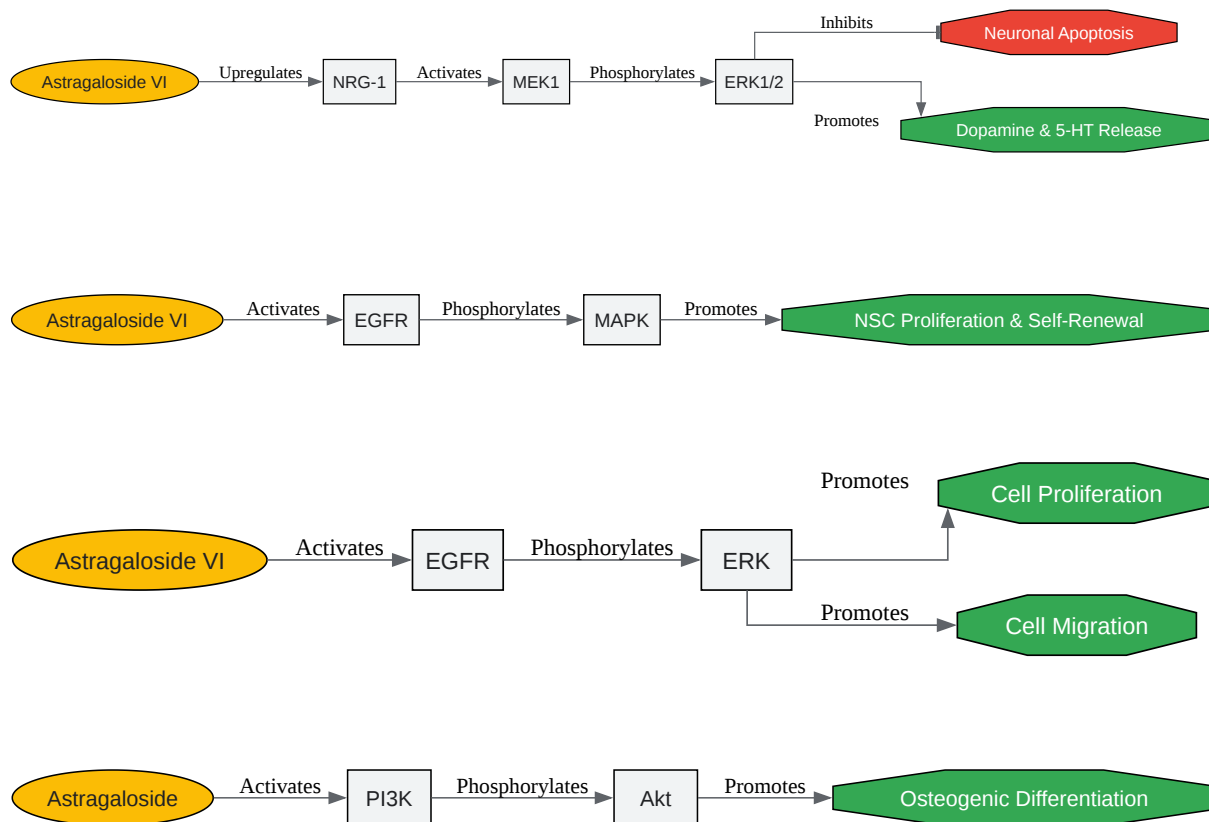 Inhibits
Neuronal Apoptosis
Astragaloside VI
Upregulates
NRG-1
Activates
MEK1
Phosphorylates
ERK1/2
Promotes
Dopamine & 5-HT Release
Astragaloside VI
Activates
EGFR
Phosphorylates
MAPK
Promotes
NSC Proliferation & Self-Renewal
Promotes
Cell Proliferation
Astragaloside VI
Activates
EGFR
Phosphorylates
ERK
Promotes
Cell Migration
Astragaloside
Activates
PI3K
Phosphorylates
Akt
Promotes
Osteogenic Differentiation